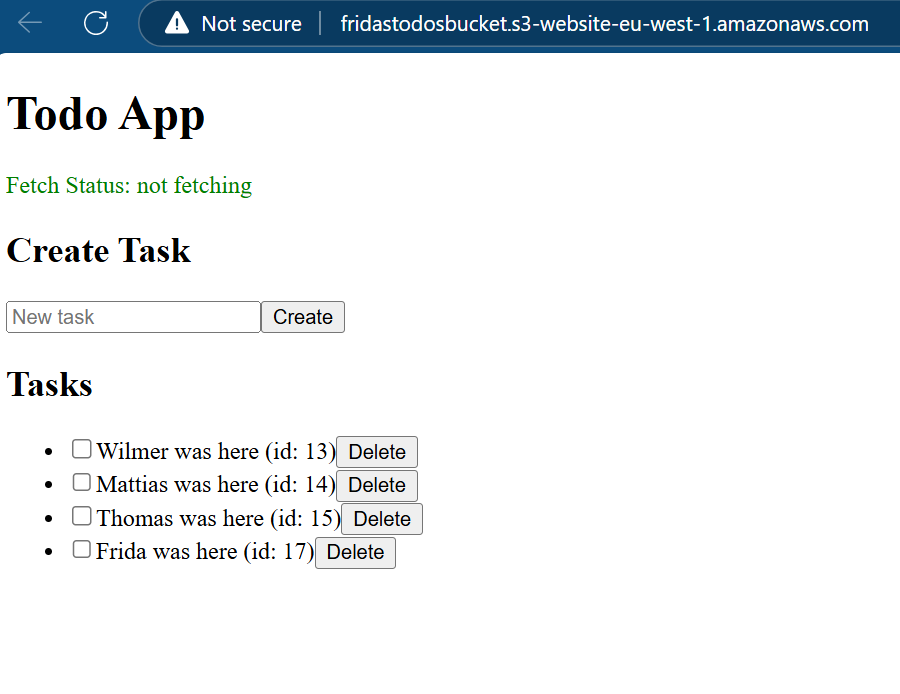 Not secure fridastodosbucket.s3-website-eu-west-1.amazonaws.com
Todo App
Fetch Status: not fetching
Create Task
New task Create
Tasks
Wilmer was here (id: 13) Delete
Mattias was here (id: 14) Delete
Thomas was here (id: 15) Delete
Frida was here (id: 17) Delete